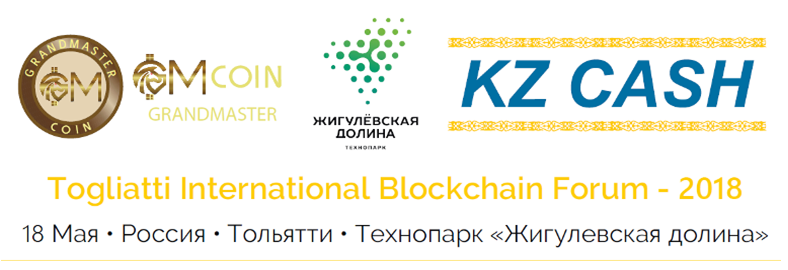 GRANDMASTER
COIN
GM
GMCOIN
GRANDMASTER
ЖИГУЛЁВСКАЯ
ДОЛИНА
ТЕХНОПАРК
KZ CASH
Togliatti International Blockchain Forum - 2018
18 Мая • Россия • Тольятти • Технопарк «Жигулевская долина»